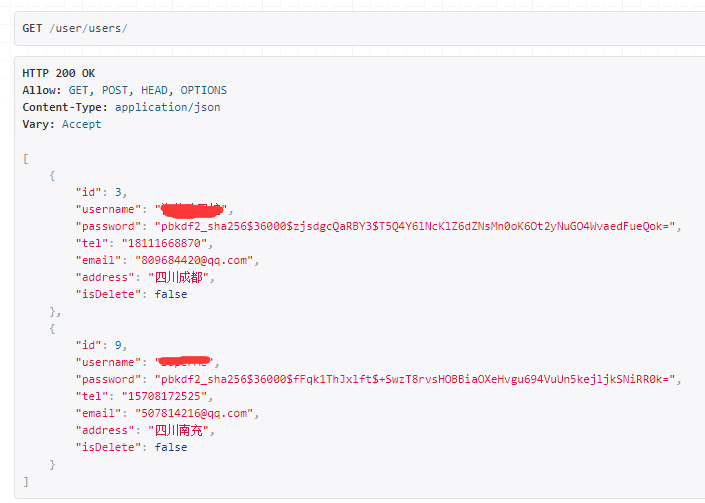 GET /user/users/
HTTP 200 OK
Allow: GET, POST, HEAD, OPTIONS
Content-Type: application/json
Vary: Accept
[
{
"id": 3,
"username": "
"password": "pbkdf2_sha256$36000$zjsdgcQaRBY3$T5Q4Y6lNcKlZ6dZNsMn0oK6Ot2yNuGO4WvaedFueQok=",
"tel": "18111668870",
"email": "809684420@qq.com",
"address": "四川成都",
"isDelete": false
},
{
"id": 9,
"username": "
"password": "pbkdf2_sha256$36000$fFqk1ThJxlft$+SwzT8rvsHOBBiaOXeHvgu694VuUn5kejljkSNiRR0k=",
"tel": "15708172525",
"email": "507814216@qq.com",
"address": "四川南充",
"isDelete": false
}
]